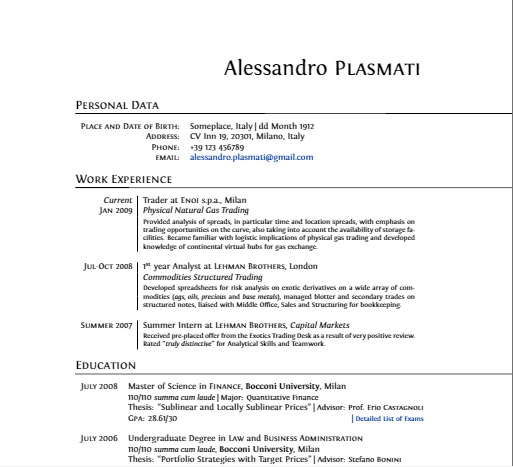 Alessandro PLASMATI
PERSONAL DATA
PLACE AND DATE OF BIRTH: Someplace, Italy | dd Month 1912
ADDRESS: CV Inn 19, 20301, Milano, Italy
PHONE: +39 123 456789
EMAIL: alessandro.plasmati@gmail.com
WORK EXPERIENCE
Current Trader at ENOI s.p.a., Milan
JAN 2009 Physical Natural Gas Trading
Provided analysis of spreads, in particular time and location spreads, with emphasis on
trading opportunities on the curve, also taking into account the availability of storage fa-
cilities. Became familiar with logistic implications of physical gas trading and developed
knowledge of continental virtual hubs for gas exchange.
JUL-OCT 2008 1st year Analyst at LEHMAN BROTHERS, London
Commodities Structured Trading
Developed spreadsheets for risk analysis on exotic derivatives on a wide array of com-
modities (ags, oils, precious and base metals), managed blotter and secondary trades on
structured notes, liaised with Middle Office, Sales and Structuring for bookkeeping.
SUMMER 2007 Summer Intern at LEHMAN BROTHERS, Capital Markets
Received pre-placed offer from the Exotics Trading Desk as a result of very positive review.
Rated "truly distinctive" for Analytical Skills and Teamwork.
EDUCATION
JULY 2008 Master of Science in FINANCE, Bocconi University, Milan
110/110 summa cum laude | Major: Quantitative Finance
Thesis: "Sublinear and Locally Sublinear Prices" | Advisor: Prof. Erio CASTAGNOLI
GPA: 28.61/30 | Detailed List of Exams
JULY 2006 Undergraduate Degree in LAW and BUSINESS ADMINISTRATION
110/110 summa cum laude, Bocconi University, Milan
Thesis: "Portfolio Strategies with Target Prices" | Advisor: Stefano BONINI